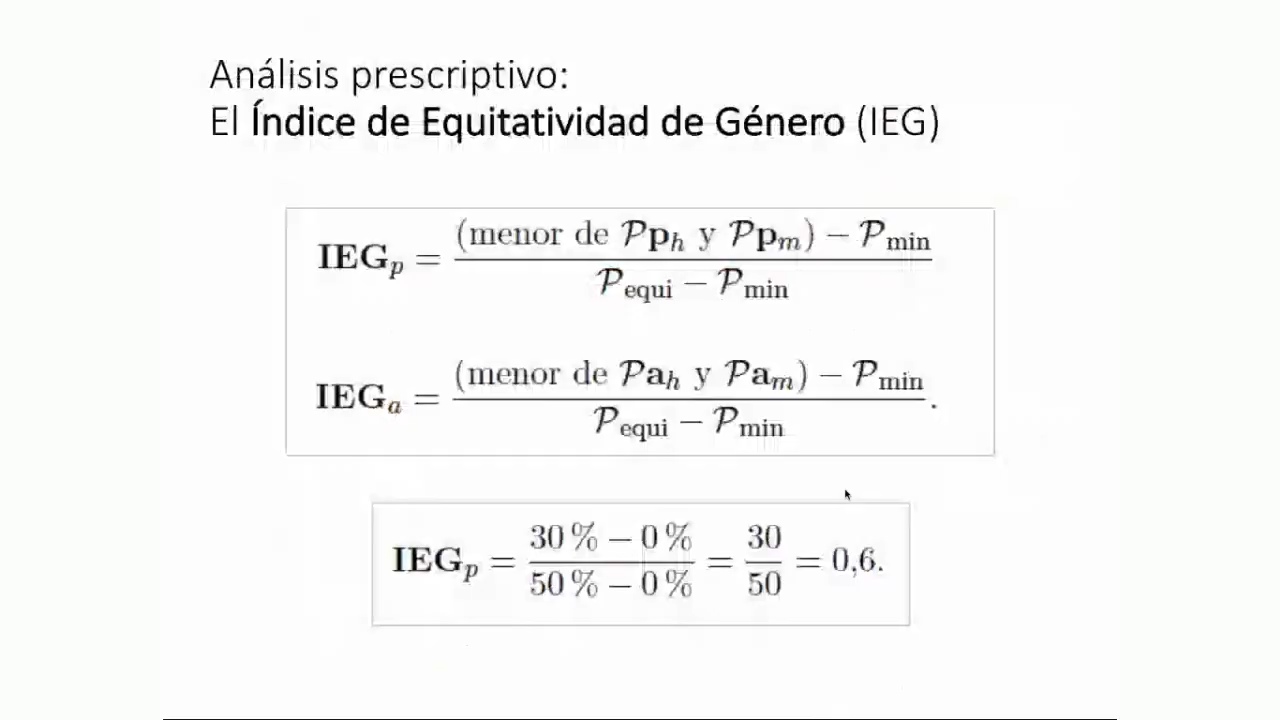 Análisis prescriptivo:
El Índice de Equitatividad de Género (IEG)
IEG_p = ((menor de 𝒫p_h y 𝒫p_m) − 𝒫_min) / (𝒫_equi − 𝒫_min)
IEG_a = ((menor de 𝒫a_h y 𝒫a_m) − 𝒫_min) / (𝒫_equi − 𝒫_min).
IEG_p = (30 % − 0 %) / (50 % − 0 %) = 30/50 = 0,6.